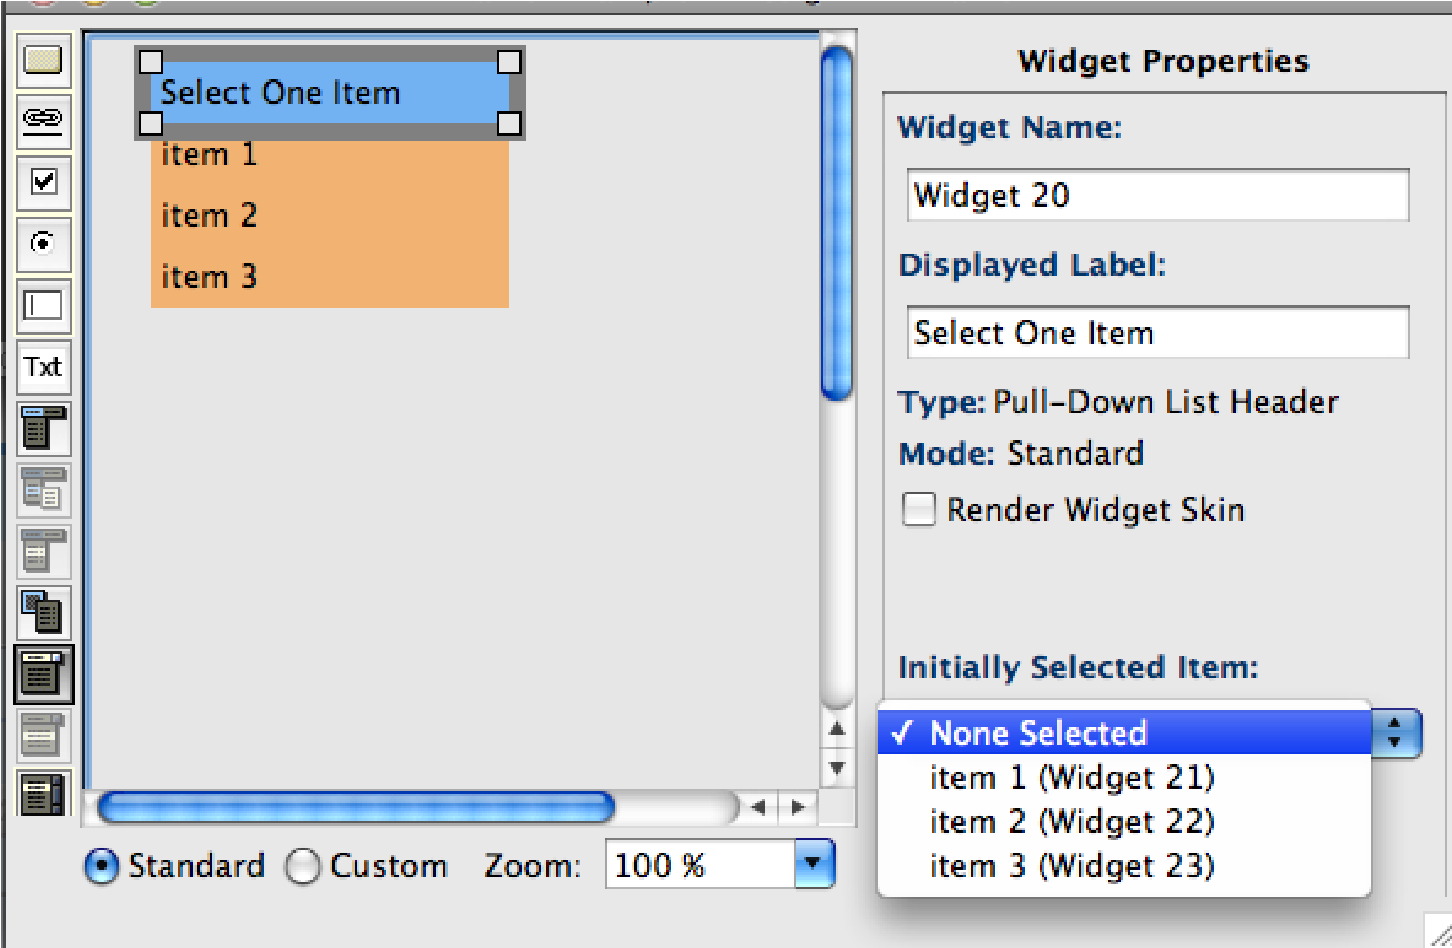 Select One Item
item 1
item 2
item 3
Txt
Standard Custom Zoom: 100 %
Widget Properties
Widget Name:
Widget 20
Displayed Label:
Select One Item
Type: Pull-Down List Header
Mode: Standard
Render Widget Skin
Initially Selected Item:
✓ None Selected
item 1 (Widget 21)
item 2 (Widget 22)
item 3 (Widget 23)